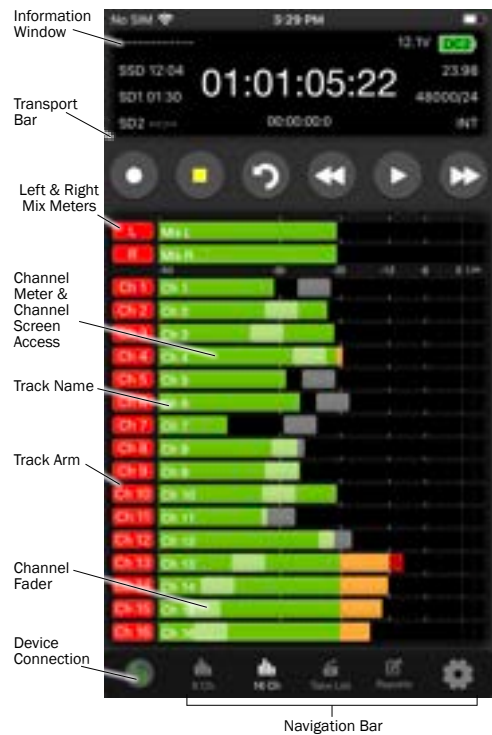 Information
Window
No SIM 3:29 PM
12.1V DC2
SSD 12:04
01:01:05:22
23.98
SD1 01:30
48000/24
SD2 --:--
00:00:00:0
INT
Transport
Bar
Left & Right
Mix Meters
L Mix L
R Mix R
Channel
Meter &
Channel
Screen
Access
Ch 1 Ch 1
Ch 2 Ch 2
Ch 3
Ch 4
Ch 5 Ch 5
Track Name
Ch 7 Ch 7
Ch 8 Ch 8
Track Arm
Ch 9 Ch 9
Ch 10 Ch 10
Ch 11 Ch 11
Ch 12 Ch 12
Ch 13 Ch 13
Ch 14
Channel
Fader
Ch 15
Ch 16
Device
Connection
8 Ch
16 Ch
Take List
Reports
Navigation Bar